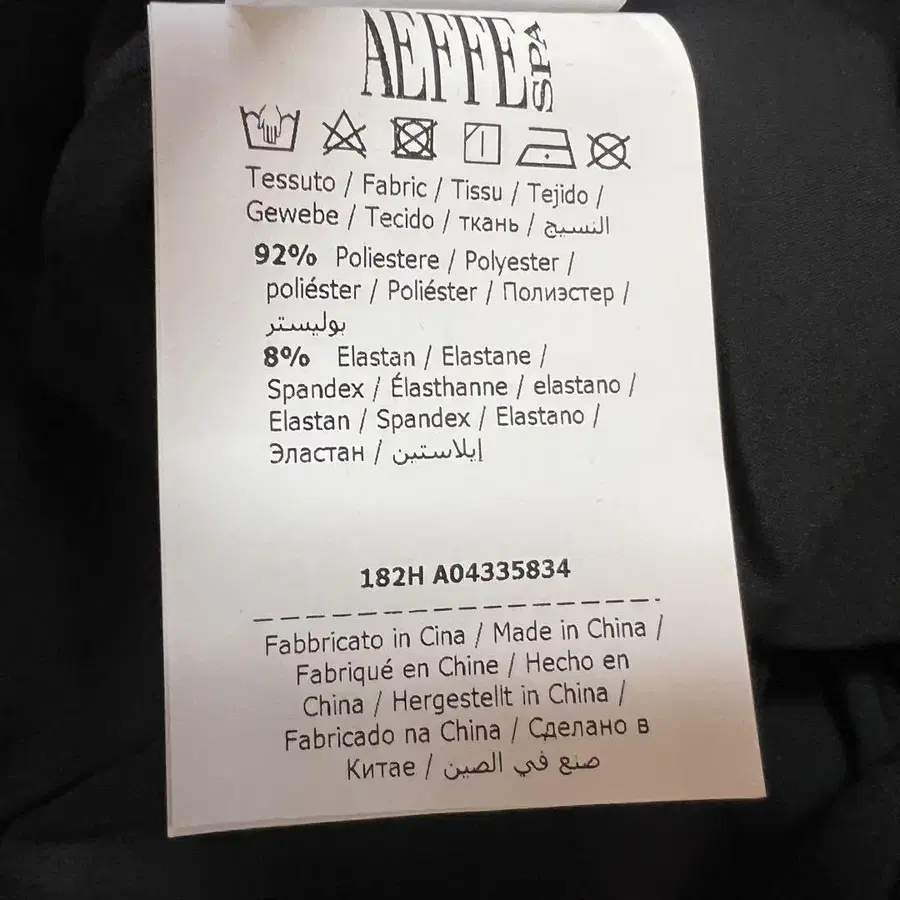 AEFFE SPA
Tessuto / Fabric / Tissu / Tejido /
Gewebe / Tecido / ткань / النسيج
92% Poliestere / Polyester /
poliéster / Poliéster / Полиэстер /
بوليستر
8% Elastan / Elastane /
Spandex / Élasthanne / elastano /
Elastan / Spandex / Elastano /
Эластан / إيلاستين
182H A04335834
Fabbricato in Cina / Made in China /
Fabriqué en Chine / Hecho en
China / Hergestellt in China /
Fabricado na China / Сделано в
Китае / صنع في الصين